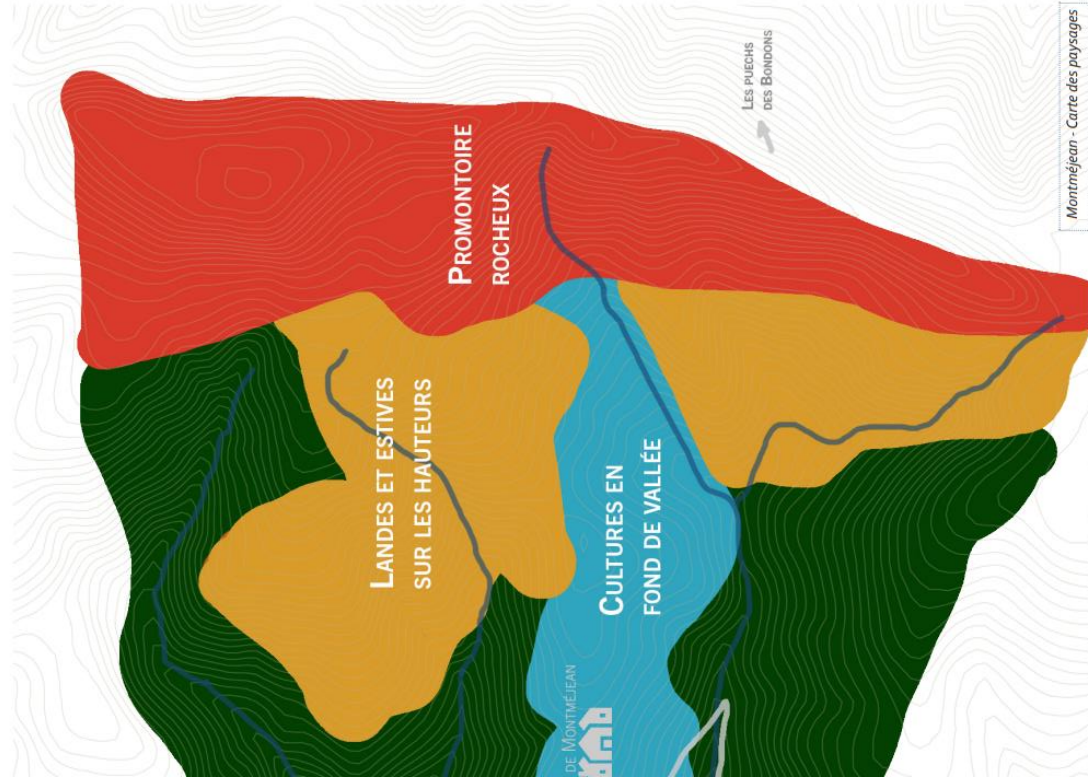 Les puechs
des Bondons
Promontoire
rocheux
Landes et estives
sur les hauteurs
Cultures en
fond de vallée
de Montméjean
Montméjean - Carte des paysages